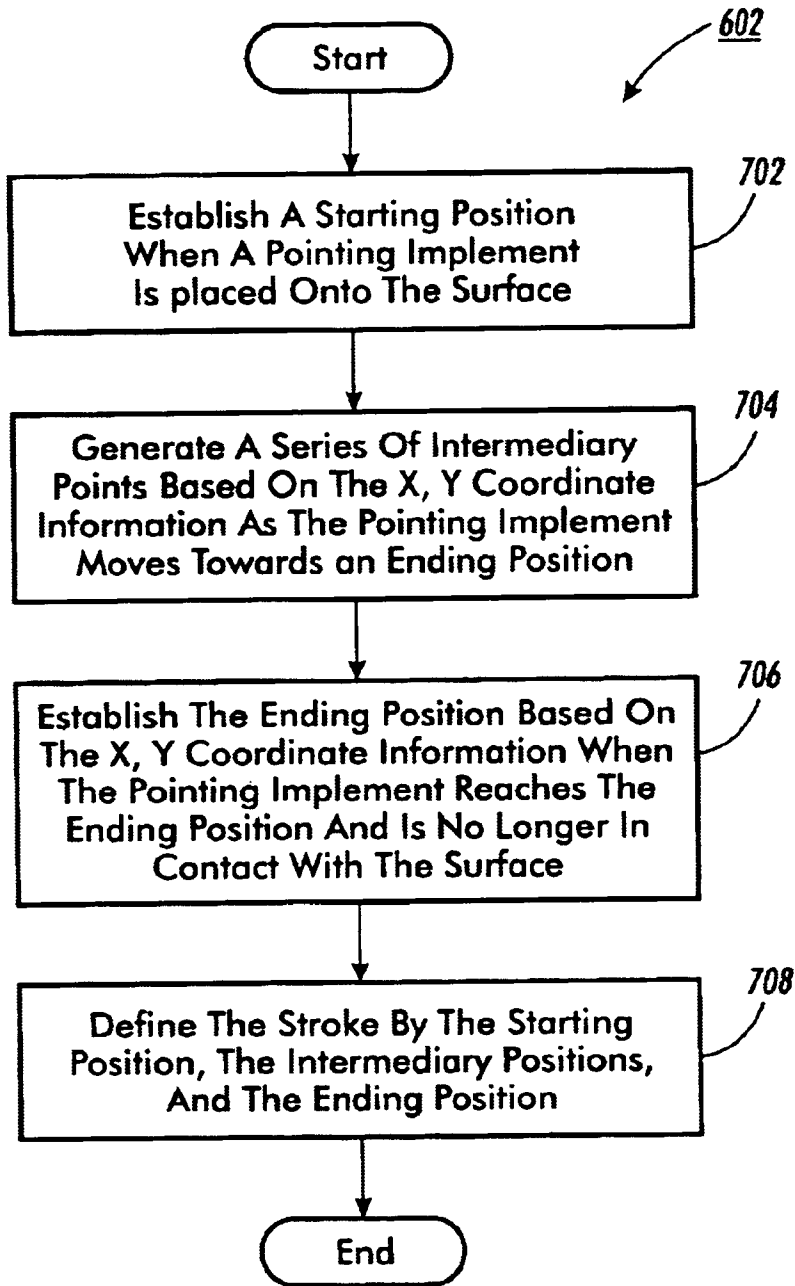 602
Start
702
Establish A Starting Position
When A Pointing Implement
Is placed Onto The Surface
704
Generate A Series Of Intermediary
Points Based On The X, Y Coordinate
Information As The Pointing Implement
Moves Towards an Ending Position
706
Establish The Ending Position Based On
The X, Y Coordinate Information When
The Pointing Implement Reaches The
Ending Position And Is No Longer In
Contact With The Surface
708
Define The Stroke By The Starting
Position, The Intermediary Positions,
And The Ending Position
End